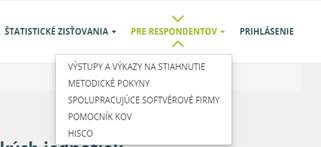 ŠTATISTICKÉ ZISŤOVANIA PRE RESPONDENTOV PRIHLÁSENIE
VÝSTUPY A VÝKAZY NA STIAHNUTIE
METODICKÉ POKYNY
SPOLUPRACUJÚCE SOFTVÉROVÉ FIRMY
POMOCNÍK KOV
HISCO